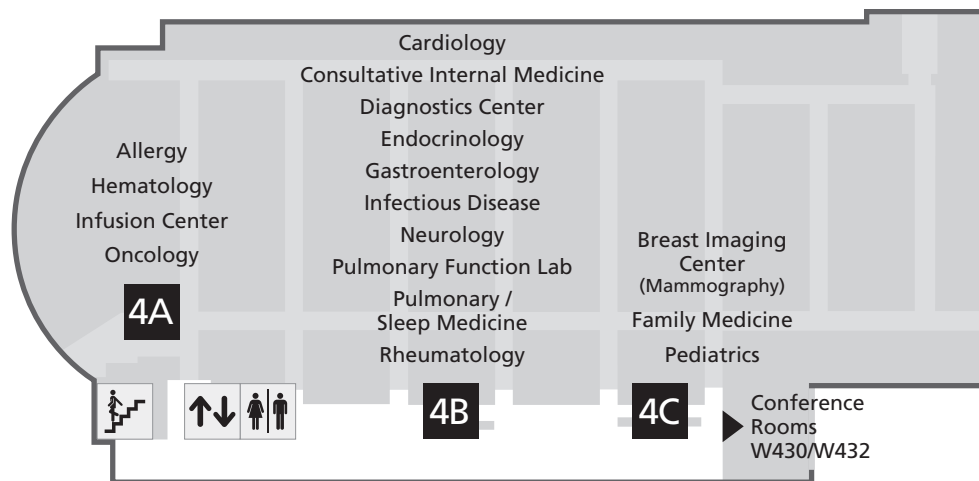 Allergy
Hematology
Infusion Center
Oncology
4A
Cardiology
Consultative Internal Medicine
Diagnostics Center
Endocrinology
Gastroenterology
Infectious Disease
Neurology
Pulmonary Function Lab
Pulmonary /
Sleep Medicine
Rheumatology
4B
Breast Imaging
Center
(Mammography)
Family Medicine
Pediatrics
4C
Conference
Rooms
W430/W432